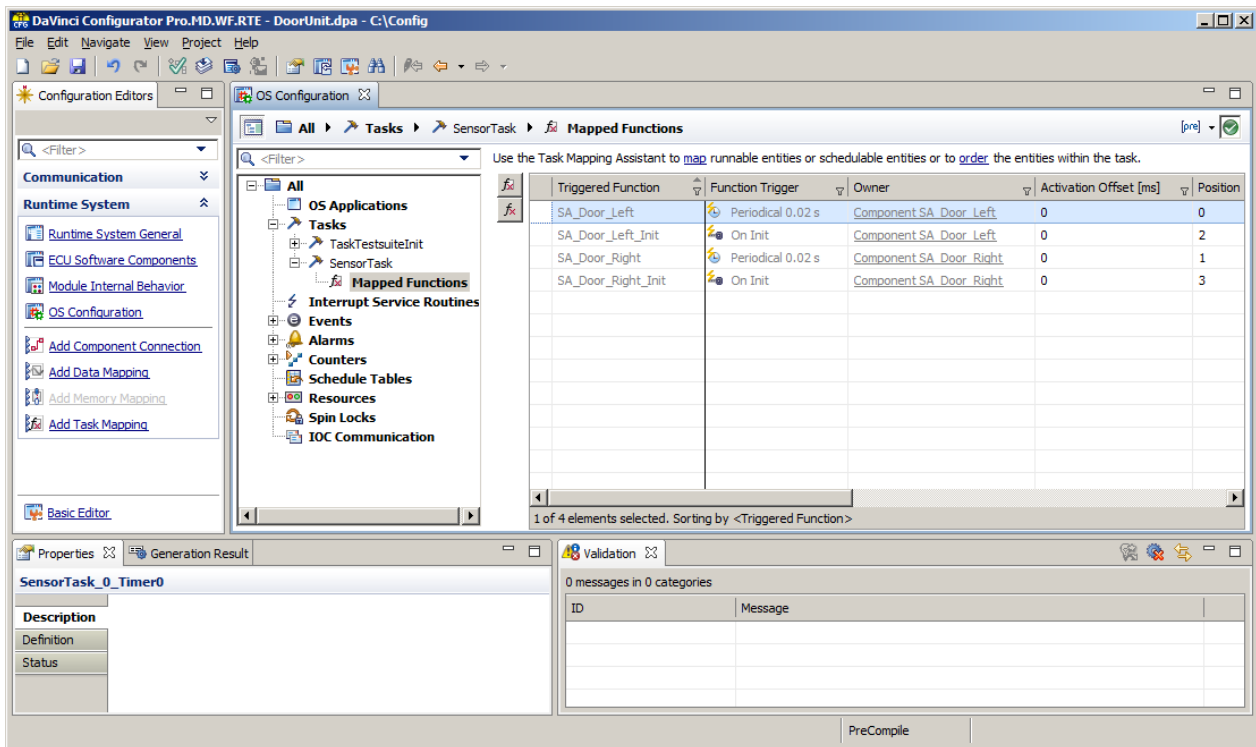 DaVinci Configurator Pro.MD.WF.RTE - DoorUnit.dpa - C:\Config
File Edit Navigate View Project Help
Configuration Editors
<Filter>
Communication
Runtime System
Runtime System General
ECU Software Components
Module Internal Behavior
OS Configuration
Add Component Connection
Add Data Mapping
Add Memory Mapping
Add Task Mapping
Basic Editor
OS Configuration
All Tasks SensorTask Mapped Functions
[pre]
<Filter>
All
OS Applications
Tasks
TaskTestsuiteInit
SensorTask
Mapped Functions
Interrupt Service Routines
Events
Alarms
Counters
Schedule Tables
Resources
Spin Locks
IOC Communication
Use the Task Mapping Assistant to map runnable entities or schedulable entities or to order the entities within the task.
Triggered Function Function Trigger Owner Activation Offset [ms] Position
SA_Door_Left Periodical 0.02 s Component SA_Door_Left 0 0
SA_Door_Left_Init On Init Component SA_Door_Left 0 2
SA_Door_Right Periodical 0.02 s Component SA_Door_Right 0 1
SA_Door_Right_Init On Init Component SA_Door_Right 0 3
1 of 4 elements selected. Sorting by <Triggered Function>
Properties Generation Result
SensorTask_0_Timer0
Description
Definition
Status
Validation
0 messages in 0 categories
ID Message
PreCompile